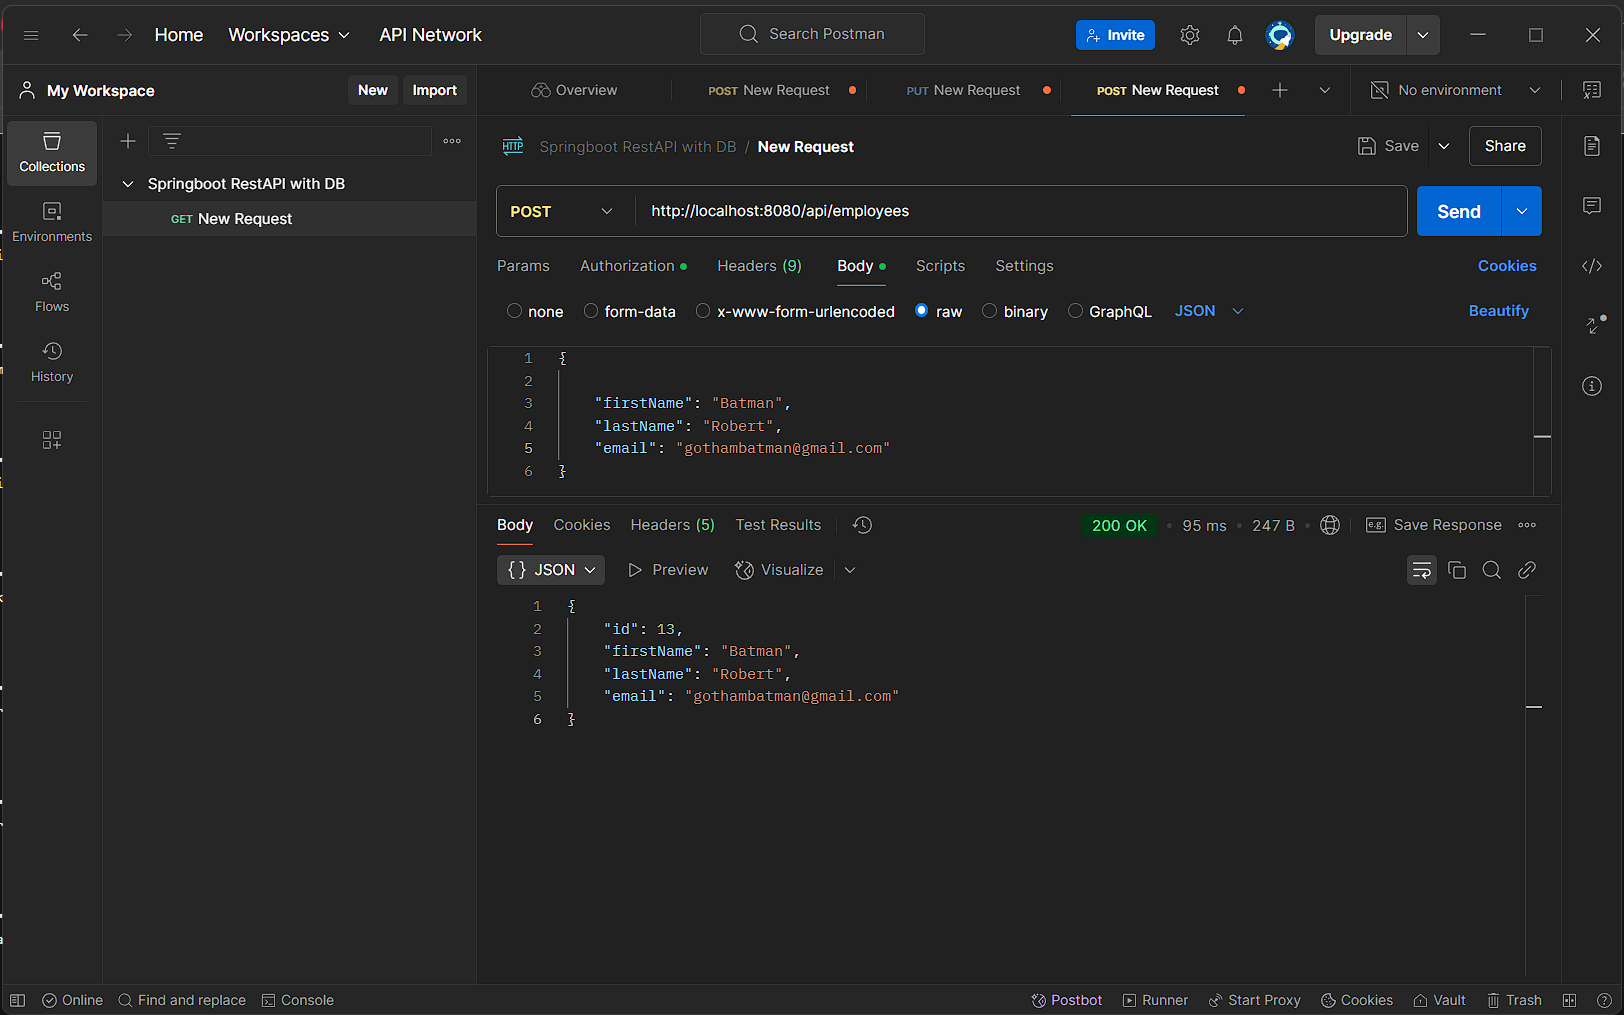 Home Workspaces API Network Search Postman Invite Upgrade
My Workspace New Import Overview POST New Request PUT New Request POST New Request No environment
Collections
Environments
Flows
History
Springboot RestAPI with DB
GET New Request
HTTP Springboot RestAPI with DB / New Request Save Share
POST http://localhost:8080/api/employees Send
Params Authorization Headers (9) Body Scripts Settings Cookies
none form-data x-www-form-urlencoded raw binary GraphQL JSON Beautify
1 {
2
3 "firstName": "Batman",
4 "lastName": "Robert",
5 "email": "gothambatman@gmail.com"
6 }
Body Cookies Headers (5) Test Results 200 OK • 95 ms • 247 B • e.g. Save Response
{} JSON Preview Visualize
1 {
2 "id": 13,
3 "firstName": "Batman",
4 "lastName": "Robert",
5 "email": "gothambatman@gmail.com"
6 }
Online Find and replace Console Postbot Runner Start Proxy Cookies Vault Trash